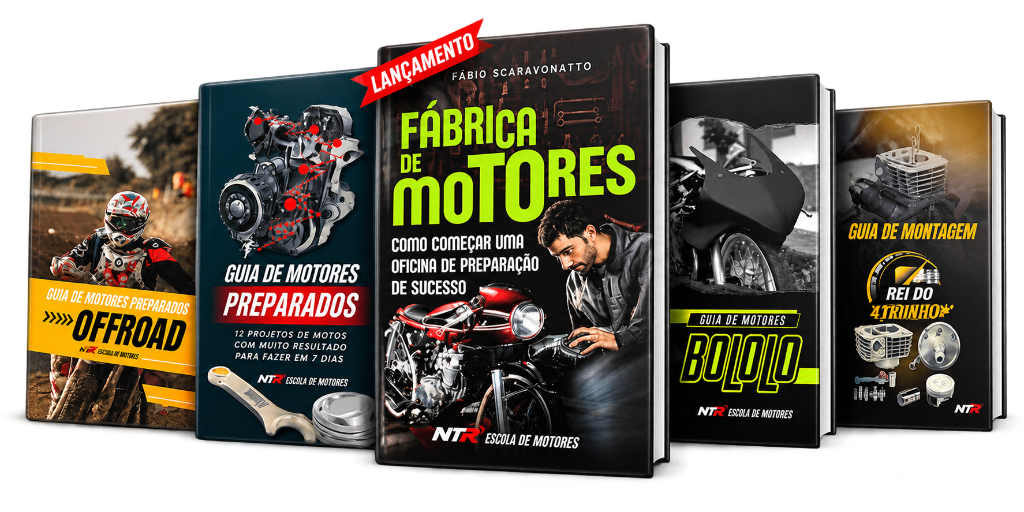 GUIA DE MOTORES PREPARADOS
OFFROAD
NTR ESCOLA DE MOTORES
GUIA DE MOTORES
PREPARADOS
12 PROJETOS DE MOTOS
COM MUITO RESULTADO
PARA FAZER EM 7 DIAS
NTR ESCOLA DE MOTORES
LANÇAMENTO
FÁBIO SCARAVONATTO
FÁBRICA
DE
MOTORES
COMO COMEÇAR UMA
OFICINA DE PREPARAÇÃO
DE SUCESSO
NTR ESCOLA DE MOTORES
GUIA DE MOTORES
BOLOLO
NTR ESCOLA DE MOTORES
GUIA DE MONTAGEM
REI DO
4TRINHO
NTR